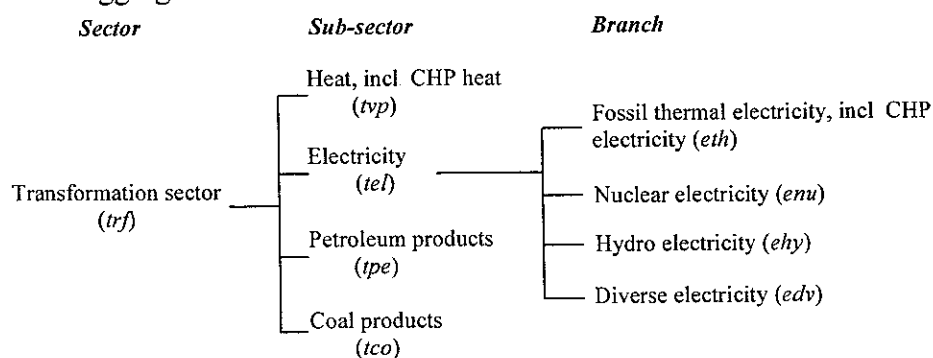 Sector Sub-sector Branch
Heat, incl. CHP heat
(tvp)
Fossil thermal electricity, incl CHP
electricity (eth)
Electricity
(tel)
Transformation sector
(trf)
Nuclear electricity (enu)
Petroleum products
(tpe)
Hydro electricity (ehy)
Diverse electricity (edv)
Coal products
(tco)